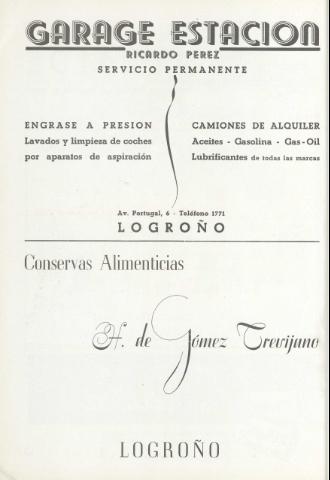 GARAGE ESTACION
RICARDO PEREZ
SERVICIO PERMANENTE
ENGRASE A PRESION
Lavados y limpieza de coches
por aparatos de aspiración
CAMIONES DE ALQUILER
Aceites - Gasolina - Gas-Oil
Lubrificantes de todas las marcas
Av. Portugal, 6 - Teléfono 1771
LOGROÑO
Conservas Alimenticias
H. de Gómez Trevijano
LOGROÑO